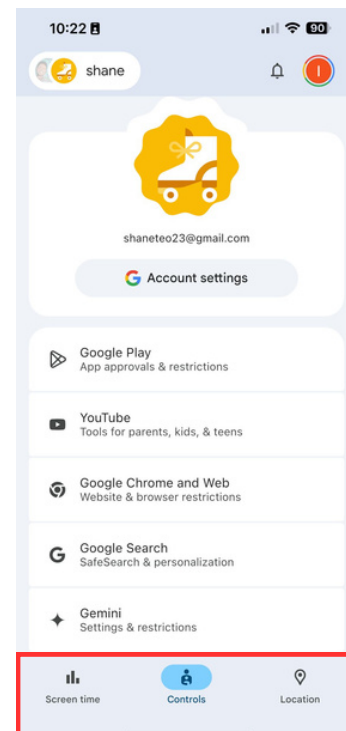 10:22
90
shane
I
shaneteo23@gmail.com
G Account settings
Google Play
App approvals & restrictions
YouTube
Tools for parents, kids, & teens
Google Chrome and Web
Website & browser restrictions
G
Google Search
SafeSearch & personalization
Gemini
Settings & restrictions
Screen time
Controls
Location